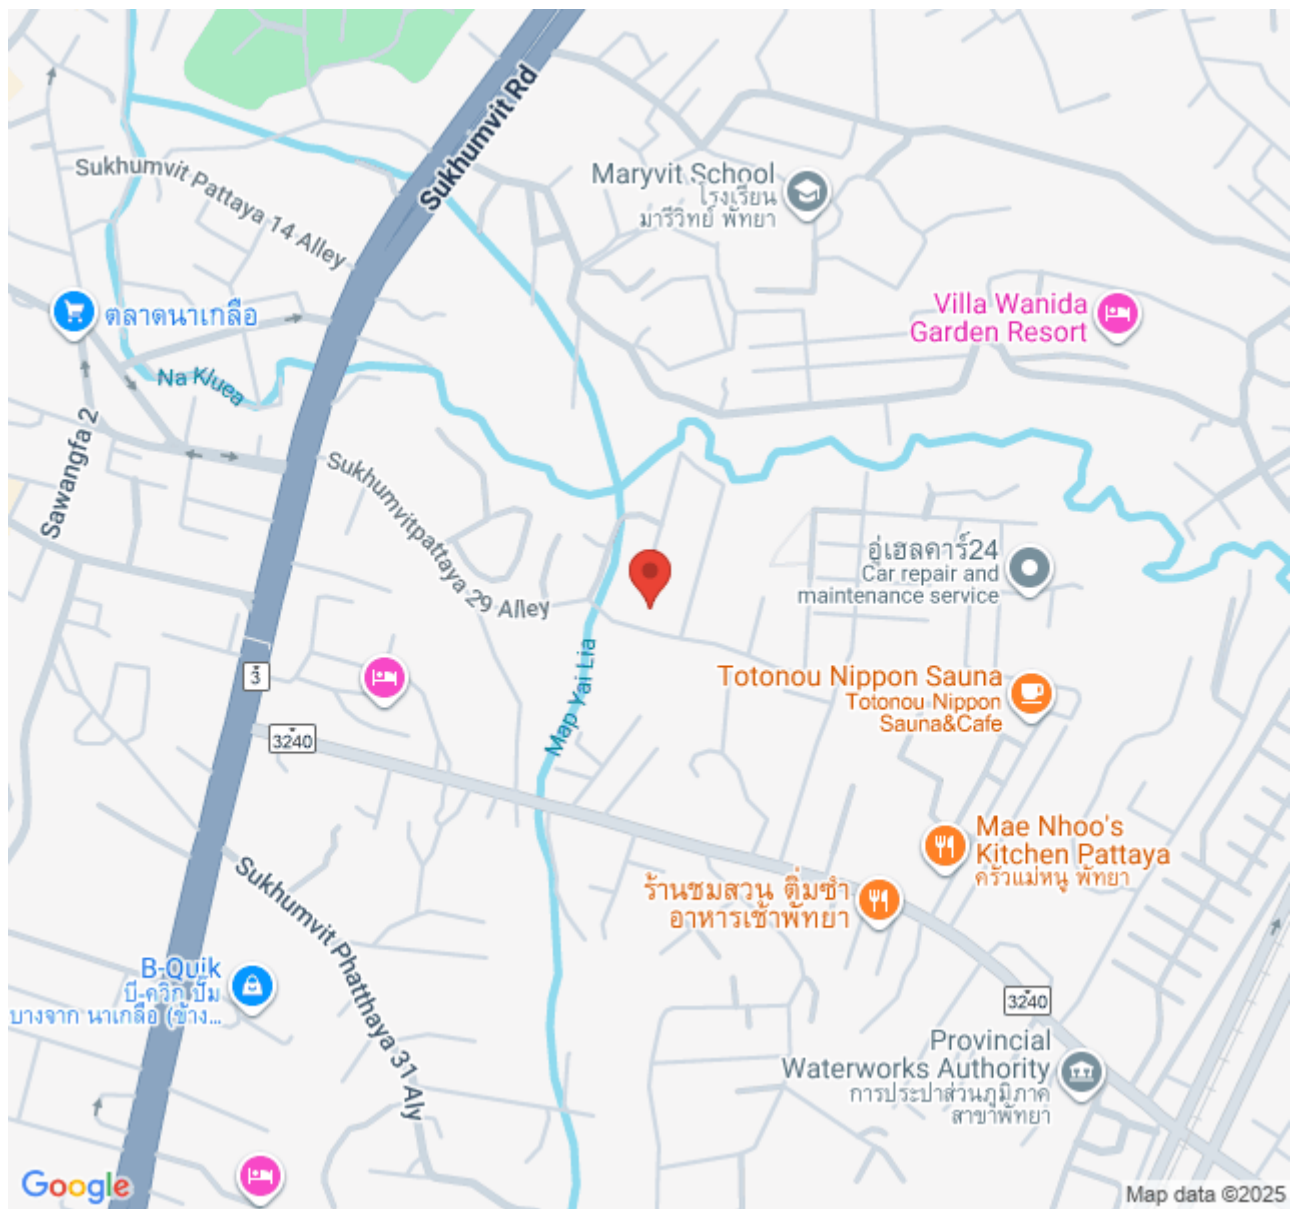 Sukhumvit Rd
Sukhumvit Pattaya 14 Alley
Maryvit School
โรงเรียน
มารีวิทย์ พัทยา
ตลาดนาเกลือ
Villa Wanida
Garden Resort
Na Kluea
Sawangfa 2
Sukhumvitpattaya 29 Alley
อู่เฮลคาร์24
Car repair and
maintenance service
Map Yai Lia
3
Totonou Nippon Sauna
Totonou Nippon
Sauna&Cafe
3240
Mae Nhoo's
Kitchen Pattaya
ครัวแม่หนู พัทยา
ร้านชมสวน ติ่มซำ
อาหารเช้าพัทยา
Sukhumvit Phatthaya 31 Aly
B-Quik
บี-ควิก ปั๊ม
บางจาก นาเกลือ (ข้าง...
3240
Provincial
Waterworks Authority
การประปาส่วนภูมิภาค
สาขาพัทยา
Google
Map data ©2025